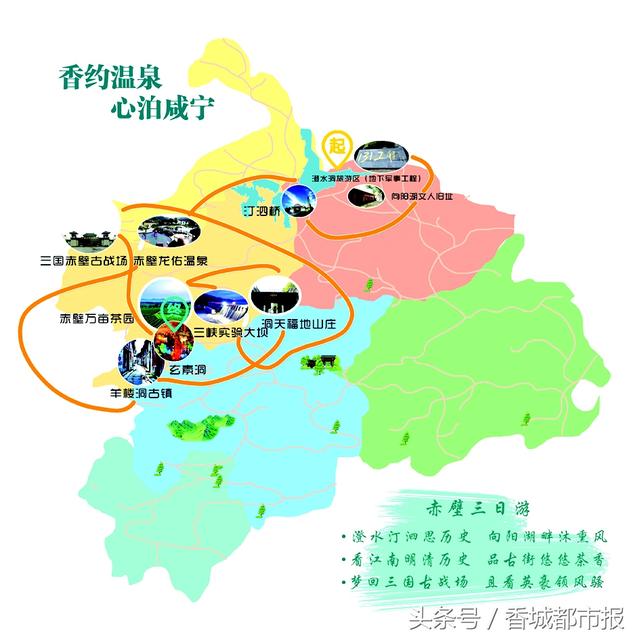 香约温泉
心泊咸宁
起
131.2处
澄水洞旅游区（地下军事工程）
向阳湖文人旧址
汀泗桥
三国赤壁古战场
赤壁龙佑温泉
赤壁万亩茶园
终
三峡实验大坝
洞天福地山庄
玄素洞
羊楼洞古镇
赤壁三日游
·澄水汀泗思历史 向阳湖畔沐重风
·看江南明清历史 品古街悠悠茶香
·梦回三国古战场 且看英豪领风骚
头条号／香城都市报